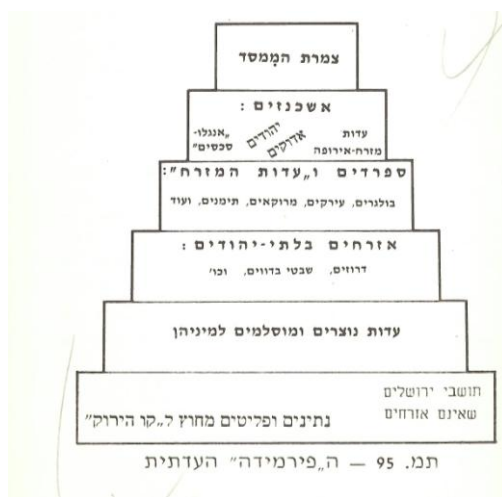 צמרת הממסד
אשכנזים:
עדות
מזרח-אירופה
יהודים
אדוקים
„אנגלו-
סכסים"
ספרדים ו„עדות המזרח":
בולגרים, עירקים, מרוקאים, תימנים, ועוד
אזרחים בלתי-יהודים:
דרוזים, שבטי בדווים, וכו'
עדות נוצרים ומוסלמים למיניהן
תושבי ירושלים
שאינם אזרחים
נתינים ופליטים מחוץ ל„קו הירוק"
תמ. 95 — ה„פירמידה" העדתית